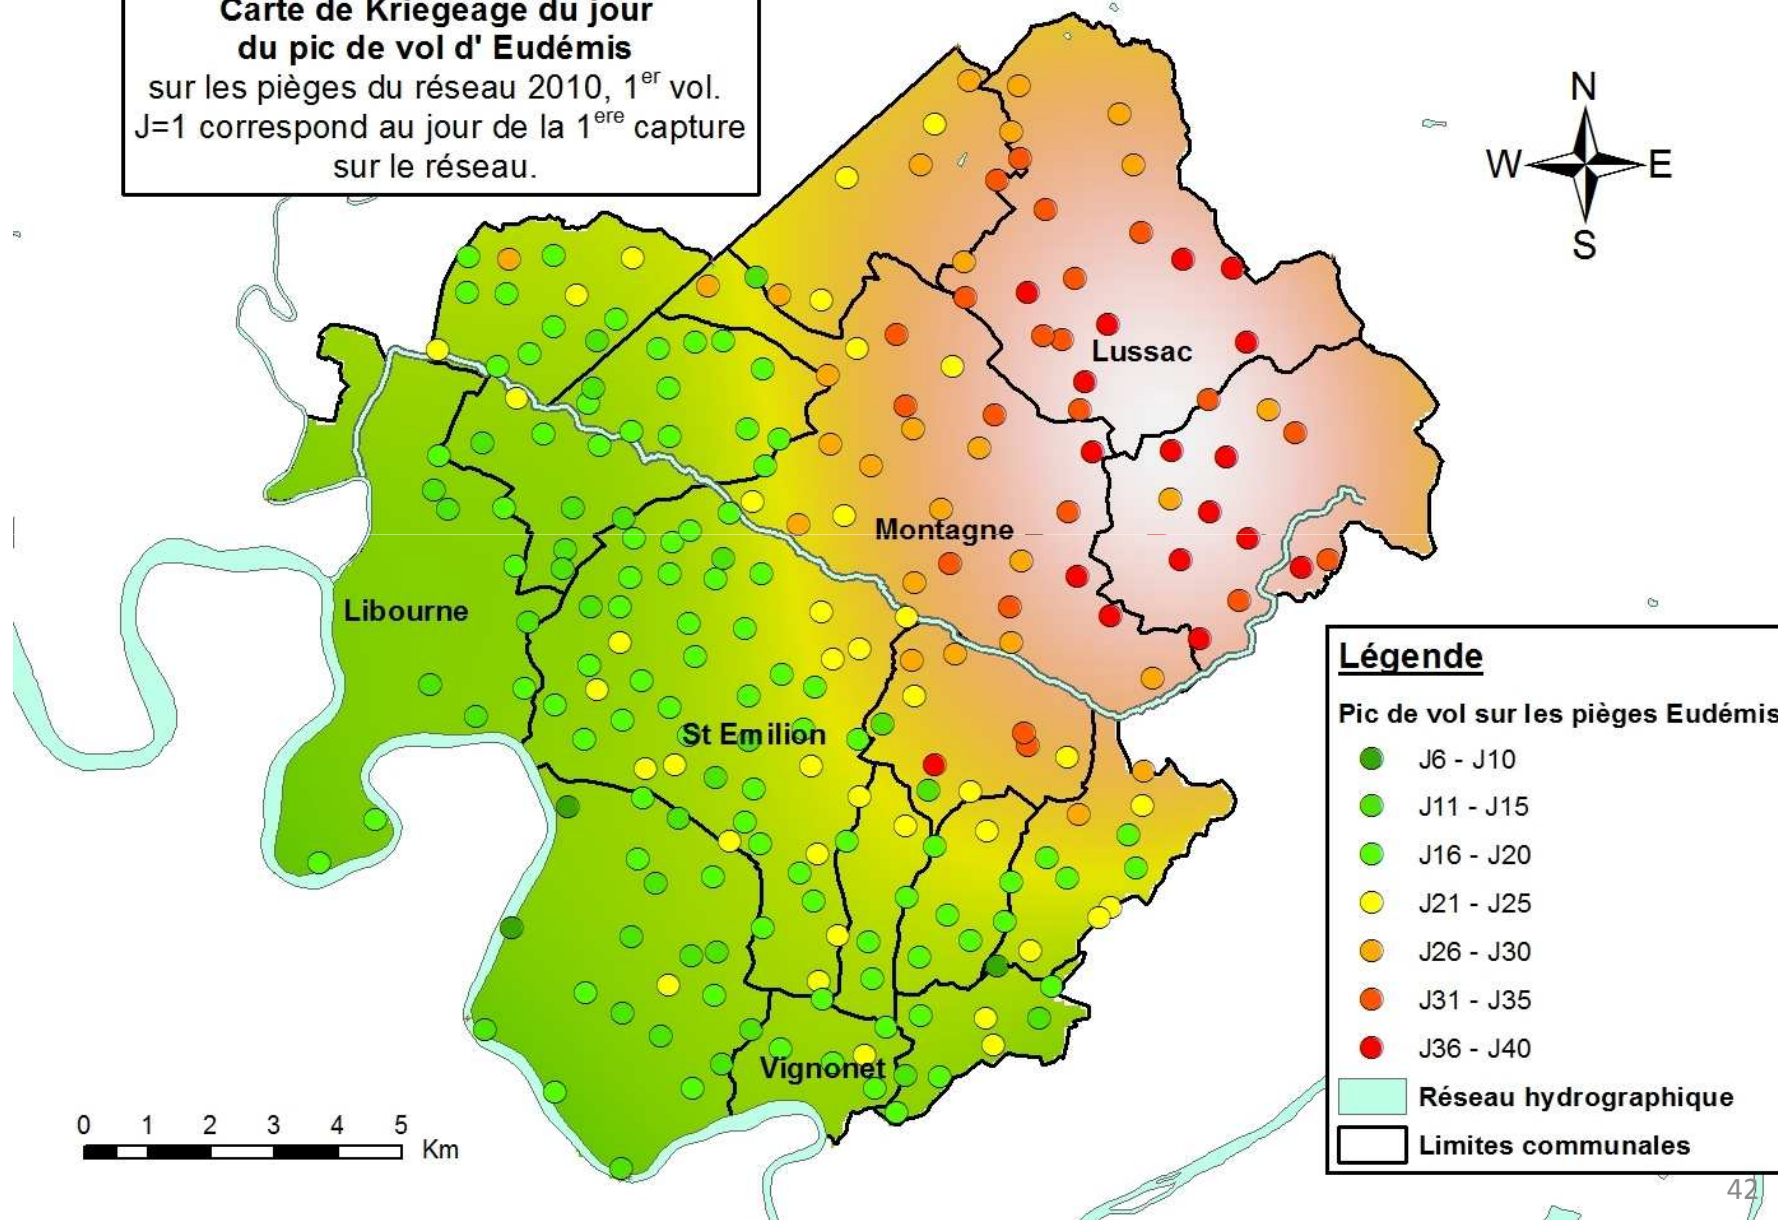 Carte de Kriegeage du jour
du pic de vol d' Eudémis
sur les pièges du réseau 2010, 1er vol.
J=1 correspond au jour de la 1ere capture
sur le réseau.
N
W E
S
Lussac
Montagne
Libourne
St Emilion
Vignonet
Légende
Pic de vol sur les pièges Eudémis
J6 - J10
J11 - J15
J16 - J20
J21 - J25
J26 - J30
J31 - J35
J36 - J40
Réseau hydrographique
Limites communales
0 1 2 3 4 5
Km
42